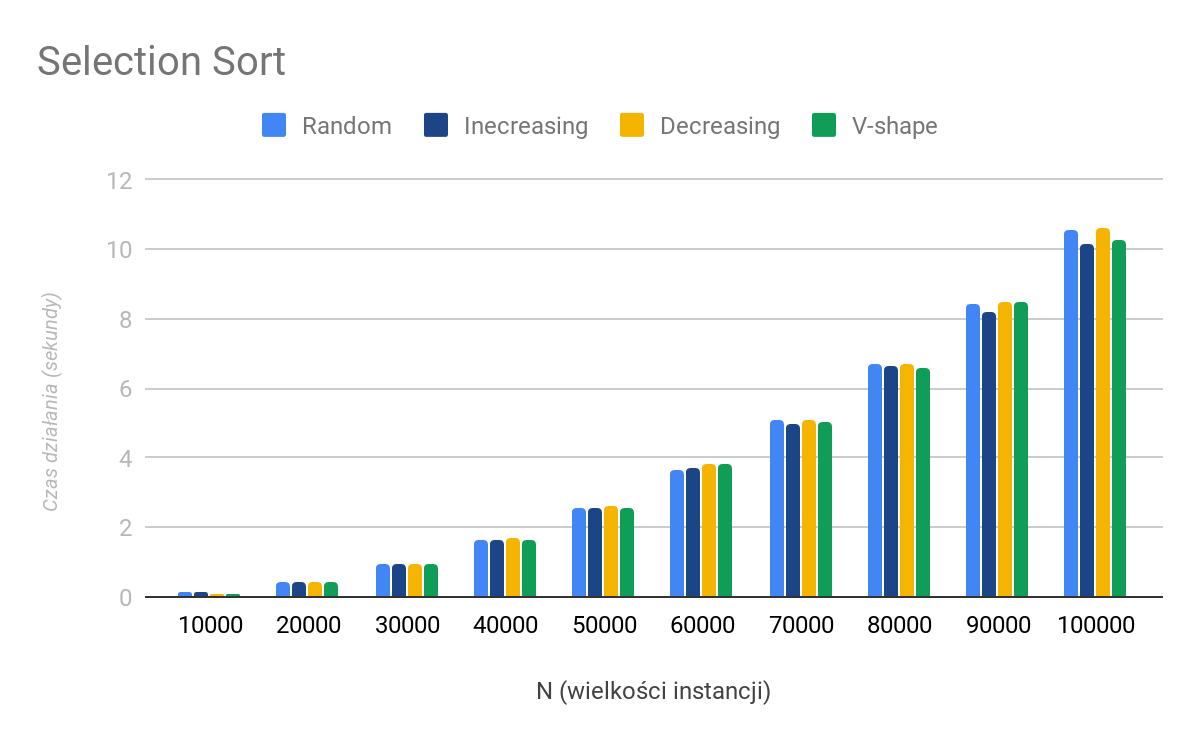 Selection Sort
Random Inecreasing Decreasing V-shape
12
10
8
6
4
2
0
Czas działania (sekundy)
10000 20000 30000 40000 50000 60000 70000 80000 90000 100000
N (wielkości instancji)